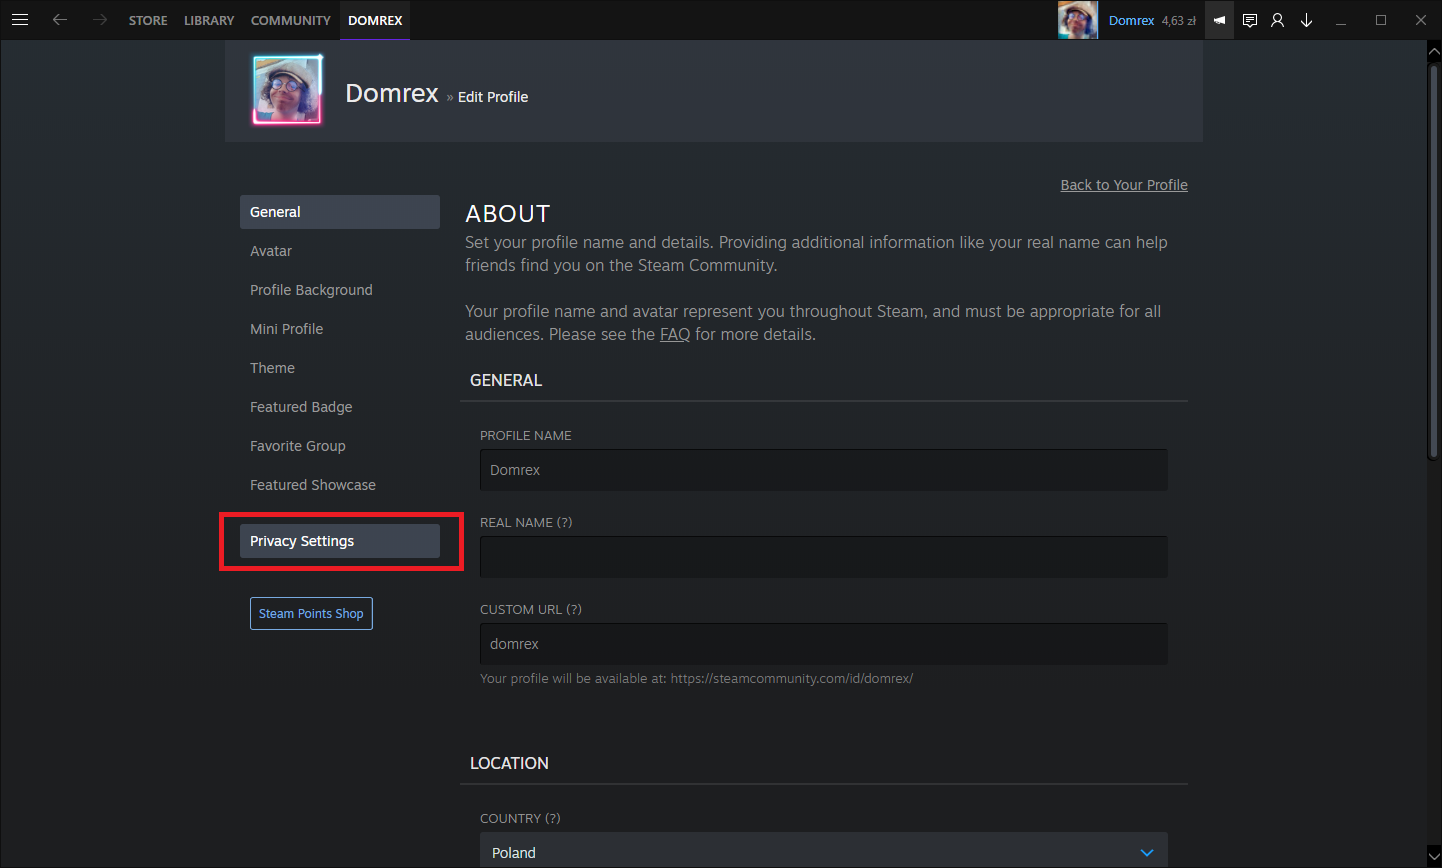 STORE LIBRARY COMMUNITY DOMREX Domrex 4,63 zł
Domrex » Edit Profile
Back to Your Profile
General
Avatar
Profile Background
Mini Profile
Theme
Featured Badge
Favorite Group
Featured Showcase
Privacy Settings
Steam Points Shop
ABOUT
Set your profile name and details. Providing additional information like your real name can help
friends find you on the Steam Community.
Your profile name and avatar represent you throughout Steam, and must be appropriate for all
audiences. Please see the FAQ for more details.
GENERAL
PROFILE NAME
Domrex
REAL NAME (?)
CUSTOM URL (?)
domrex
Your profile will be available at: https://steamcommunity.com/id/domrex/
LOCATION
COUNTRY (?)
Poland